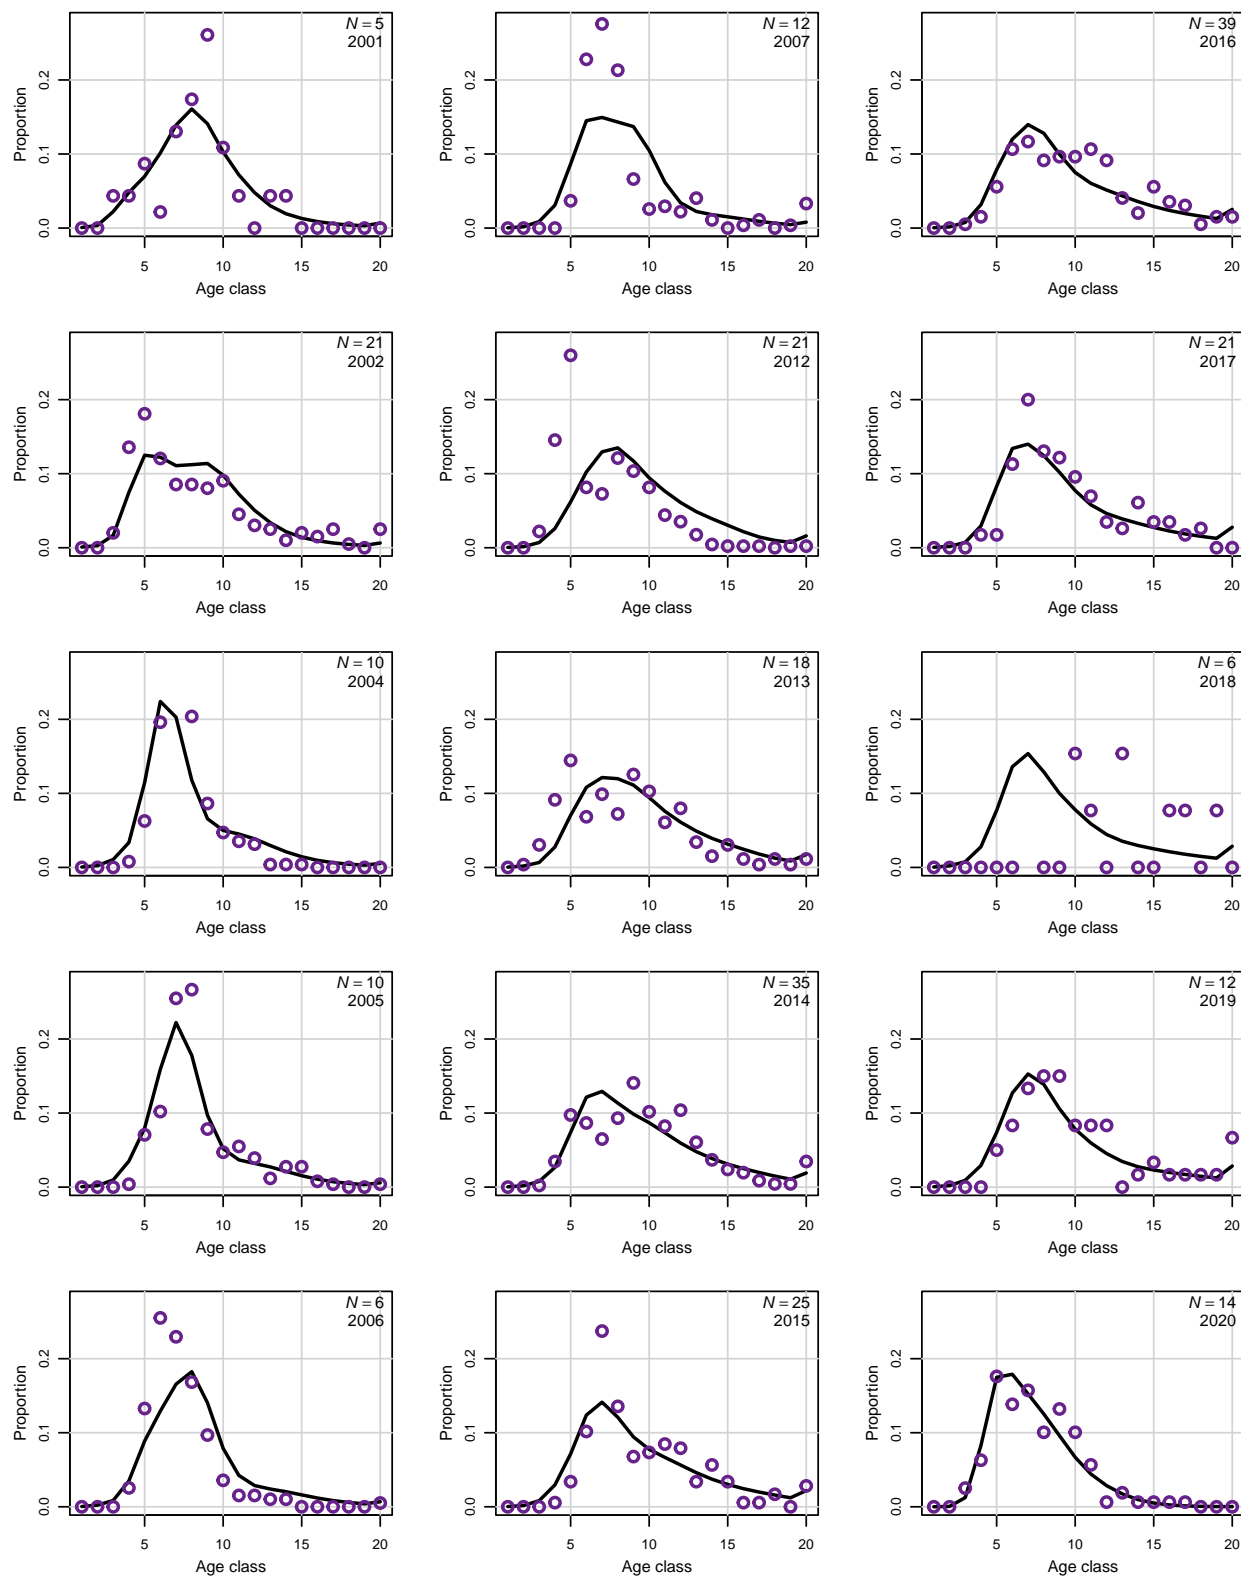 N = 5
2001
Proportion
0.0 0.1 0.2
5 10 15 20
Age class
N = 12
2007
Proportion
0.0 0.1 0.2
5 10 15 20
Age class
N = 39
2016
Proportion
0.0 0.1 0.2
5 10 15 20
Age class
N = 21
2002
Proportion
0.0 0.1 0.2
5 10 15 20
Age class
N = 21
2012
Proportion
0.0 0.1 0.2
5 10 15 20
Age class
N = 21
2017
Proportion
0.0 0.1 0.2
5 10 15 20
Age class
N = 10
2004
Proportion
0.0 0.1 0.2
5 10 15 20
Age class
N = 18
2013
Proportion
0.0 0.1 0.2
5 10 15 20
Age class
N = 6
2018
Proportion
0.0 0.1 0.2
5 10 15 20
Age class
N = 10
2005
Proportion
0.0 0.1 0.2
5 10 15 20
Age class
N = 35
2014
Proportion
0.0 0.1 0.2
5 10 15 20
Age class
N = 12
2019
Proportion
0.0 0.1 0.2
5 10 15 20
Age class
N = 6
2006
Proportion
0.0 0.1 0.2
5 10 15 20
Age class
N = 25
2015
Proportion
0.0 0.1 0.2
5 10 15 20
Age class
N = 14
2020
Proportion
0.0 0.1 0.2
5 10 15 20
Age class